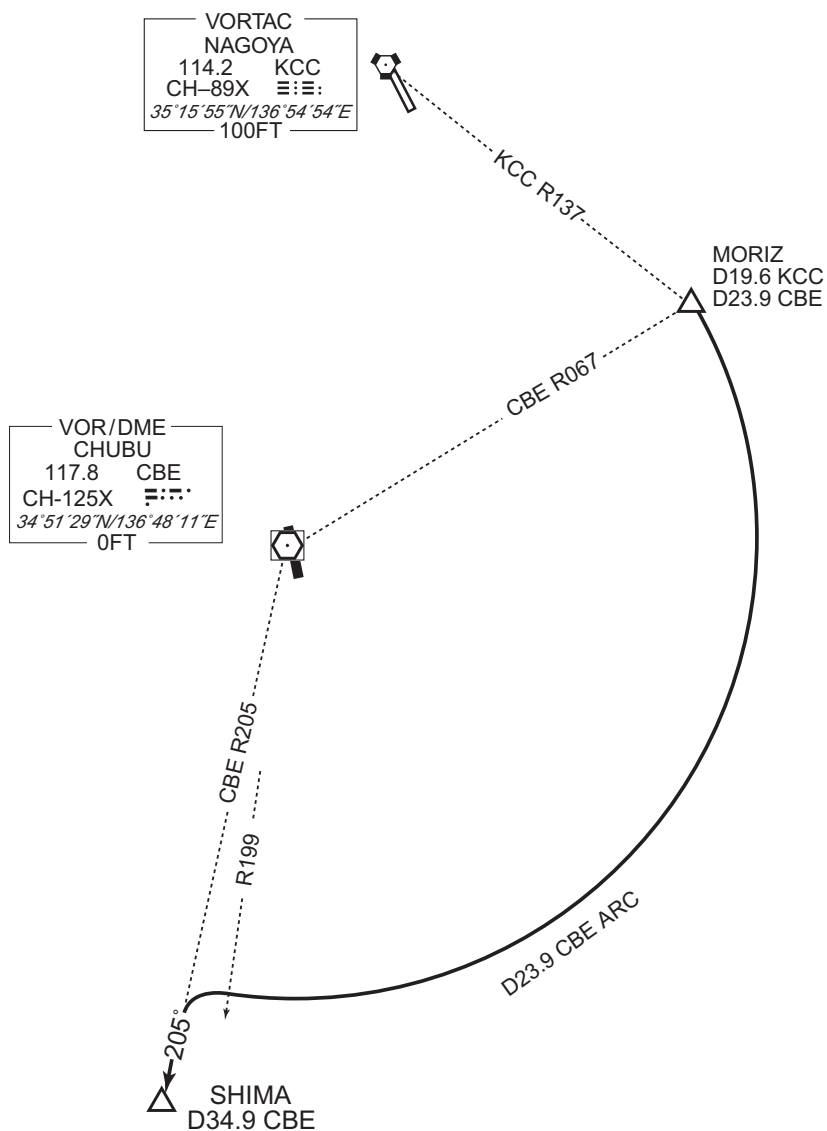 VORTAC
NAGOYA
114.2 KCC
CH–89X
35°15´55˝N/136°54´54˝E
100FT
KCC R137
MORIZ
D19.6 KCC
D23.9 CBE
CBE R067
VOR/DME
CHUBU
117.8 CBE
CH-125X
34°51´29˝N/136°48´11˝E
0FT
CBE R205
R199
D23.9 CBE ARC
205°
SHIMA
D34.9 CBE